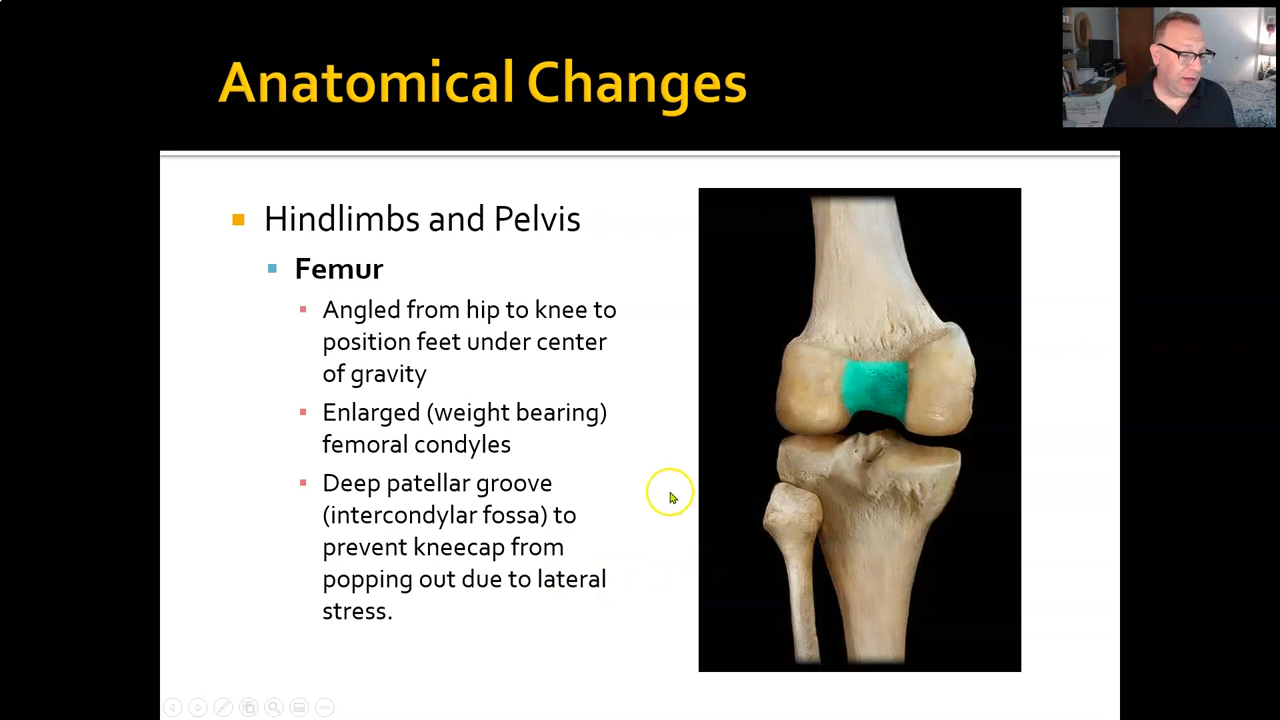 Anatomical Changes
Hindlimbs and Pelvis
Femur
Angled from hip to knee to
position feet under center
of gravity
Enlarged (weight bearing)
femoral condyles
Deep patellar groove
(intercondylar fossa) to
prevent kneecap from
popping out due to lateral
stress.